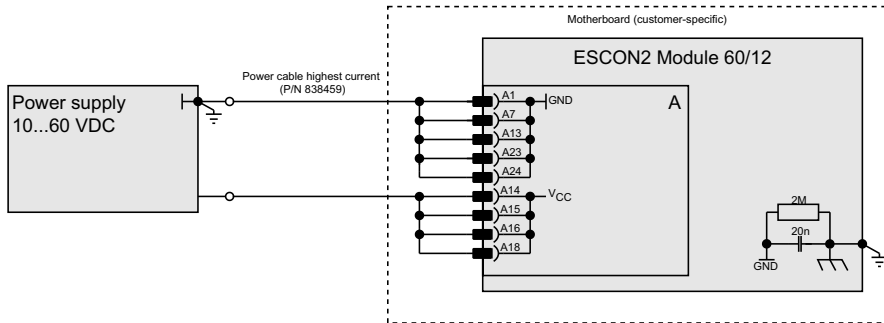 Motherboard (customer-specific)
ESCON2 Module 60/12
Power cable highest current
(P/N 838459)
Power supply
10...60 VDC
A1
GND
A
A7
A13
A23
A24
A14
VCC
A15
A16
A18
2M
20n
GND